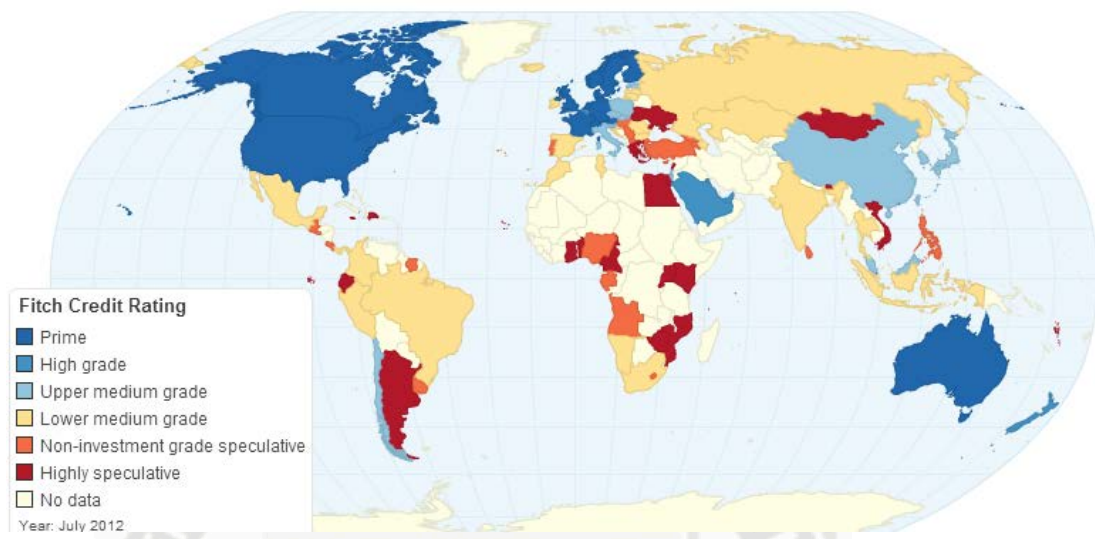 Fitch Credit Rating
Prime
High grade
Upper medium grade
Lower medium grade
Non-investment grade speculative
Highly speculative
No data
Year: July 2012